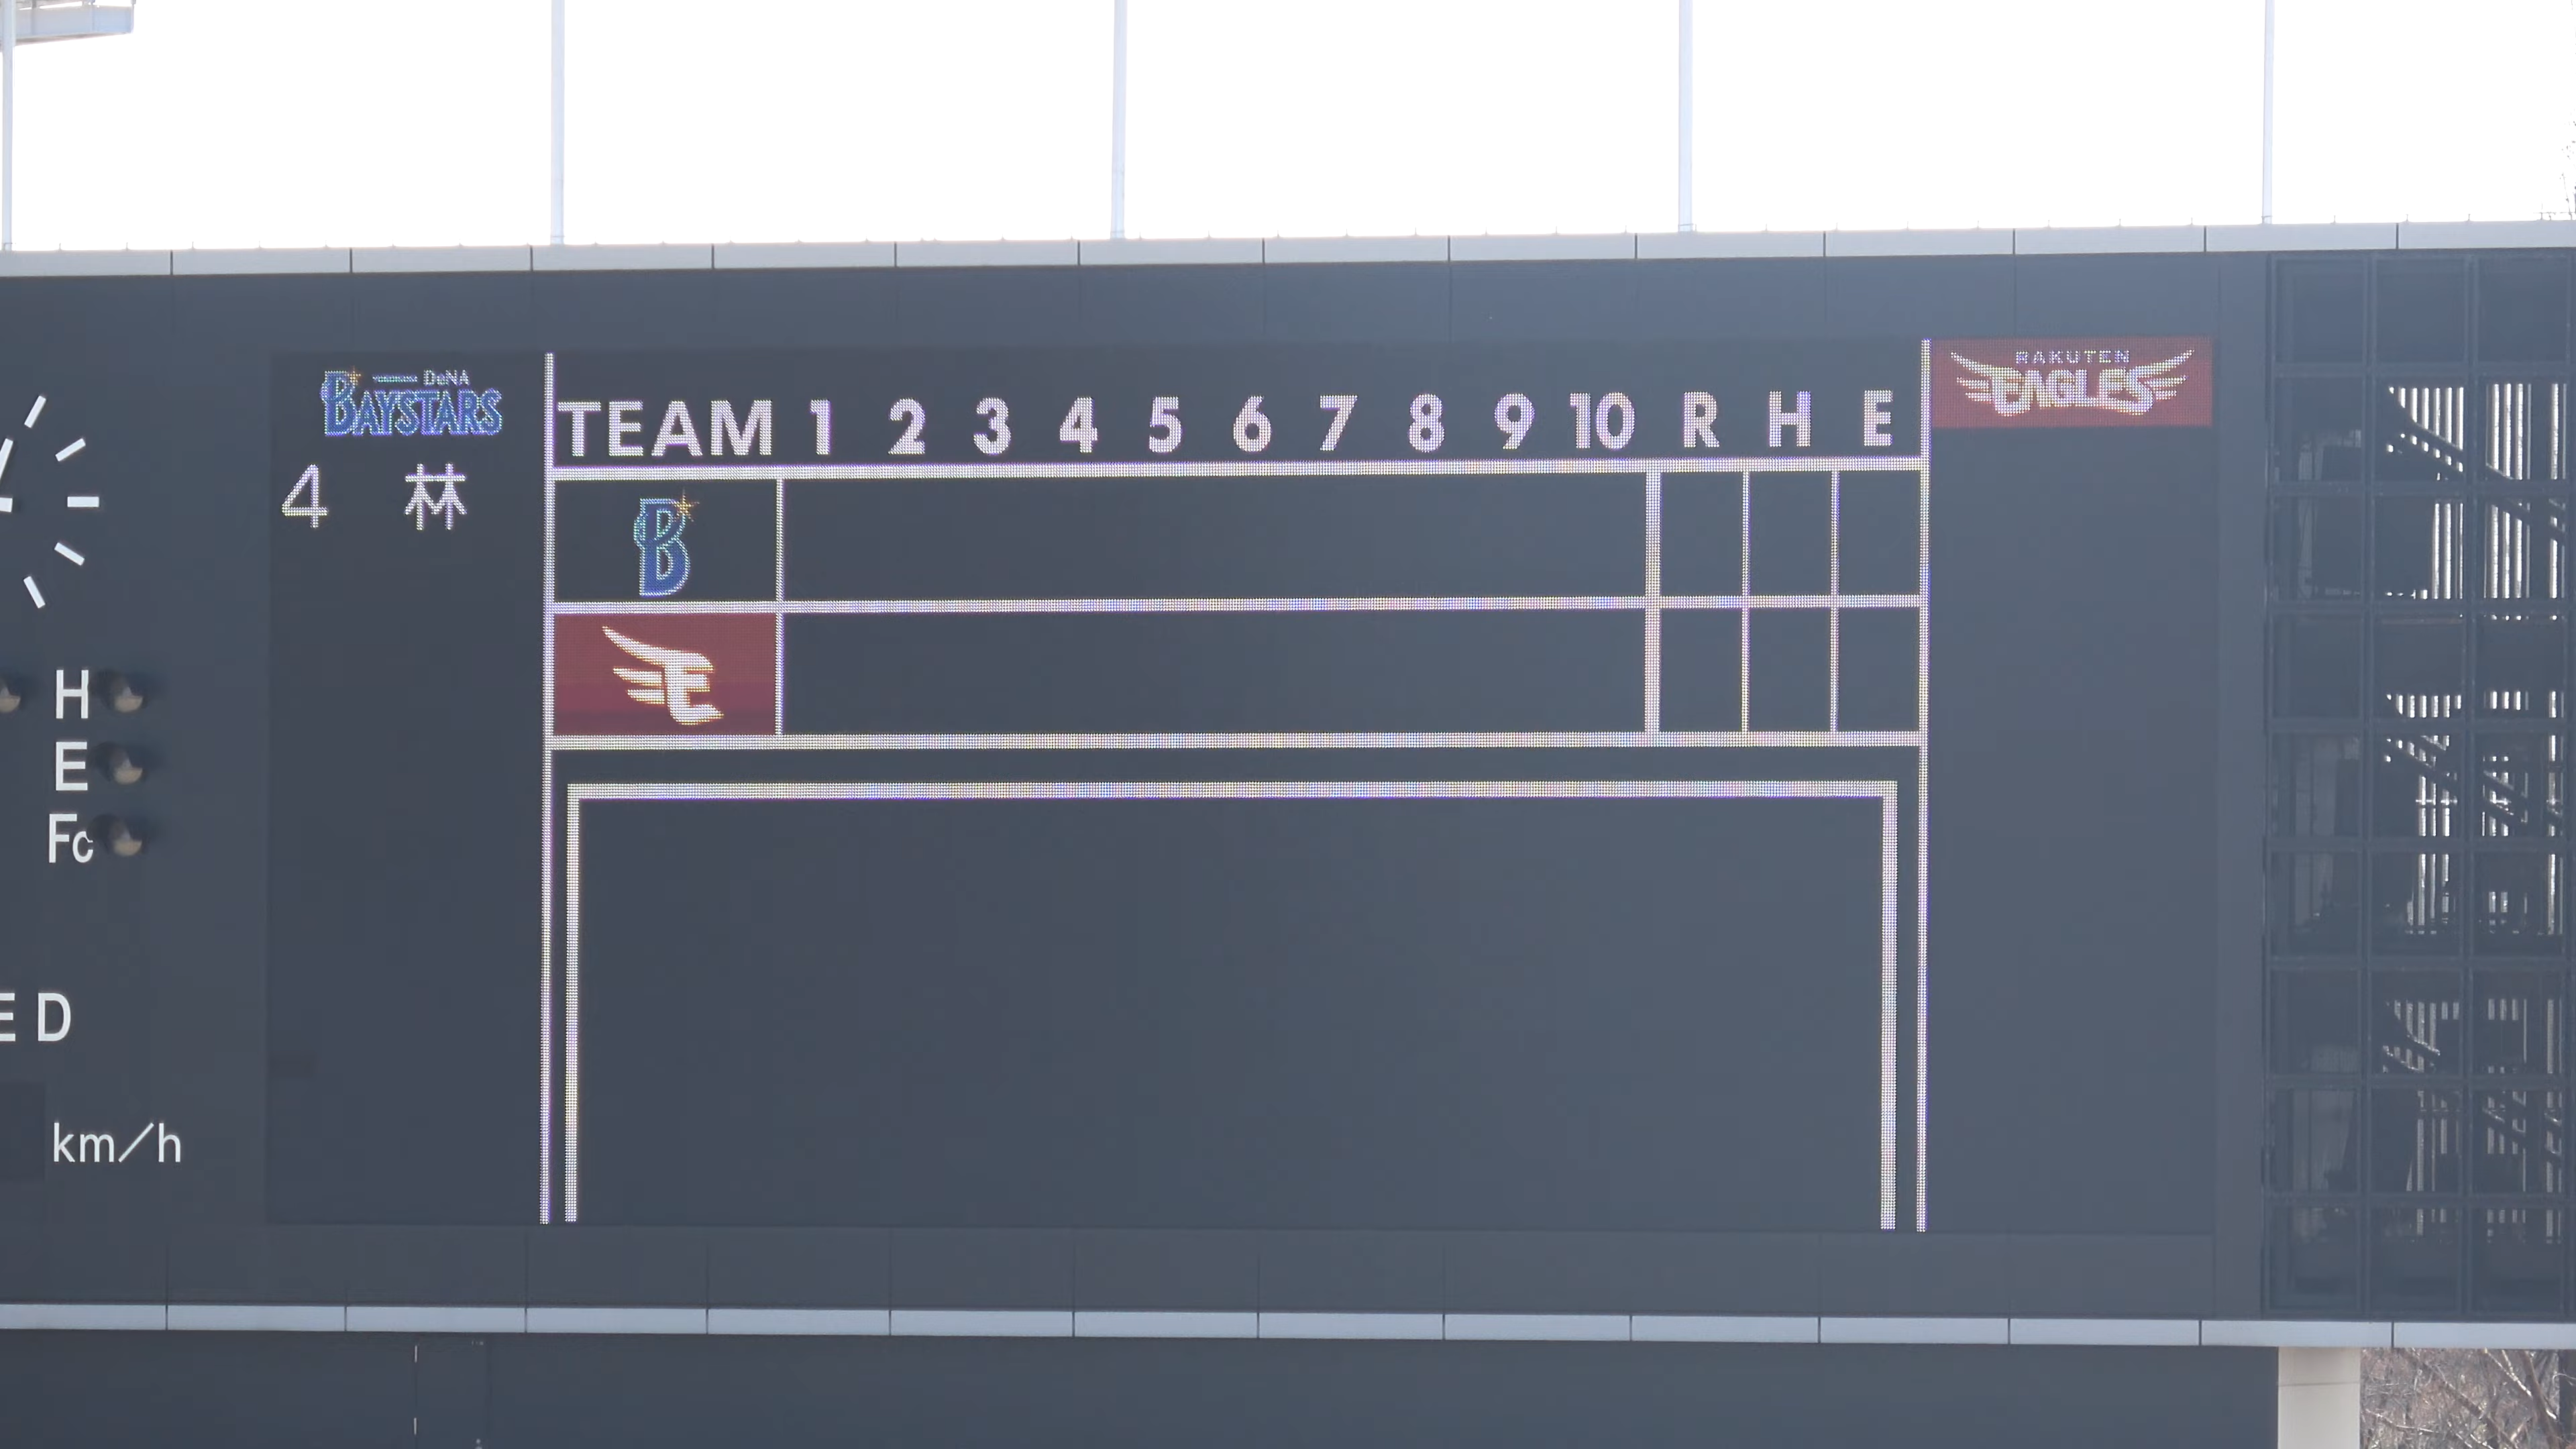 DeNA
BAYSTARS
4 林
TEAM 1 2 3 4 5 6 7 8 9 10 R H E
RAKUTEN
EAGLES
B
E
H
E
Fc
ED
km/h